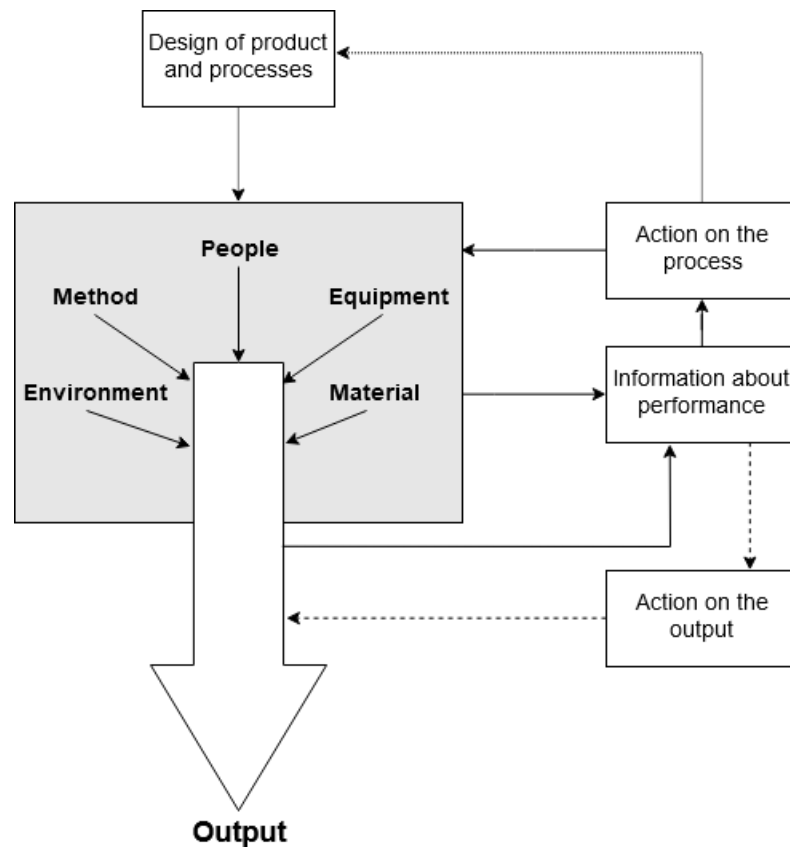 Design of product
and processes
People
Method
Equipment
Environment
Material
Action on the
process
Information about
performance
Action on the
output
Output